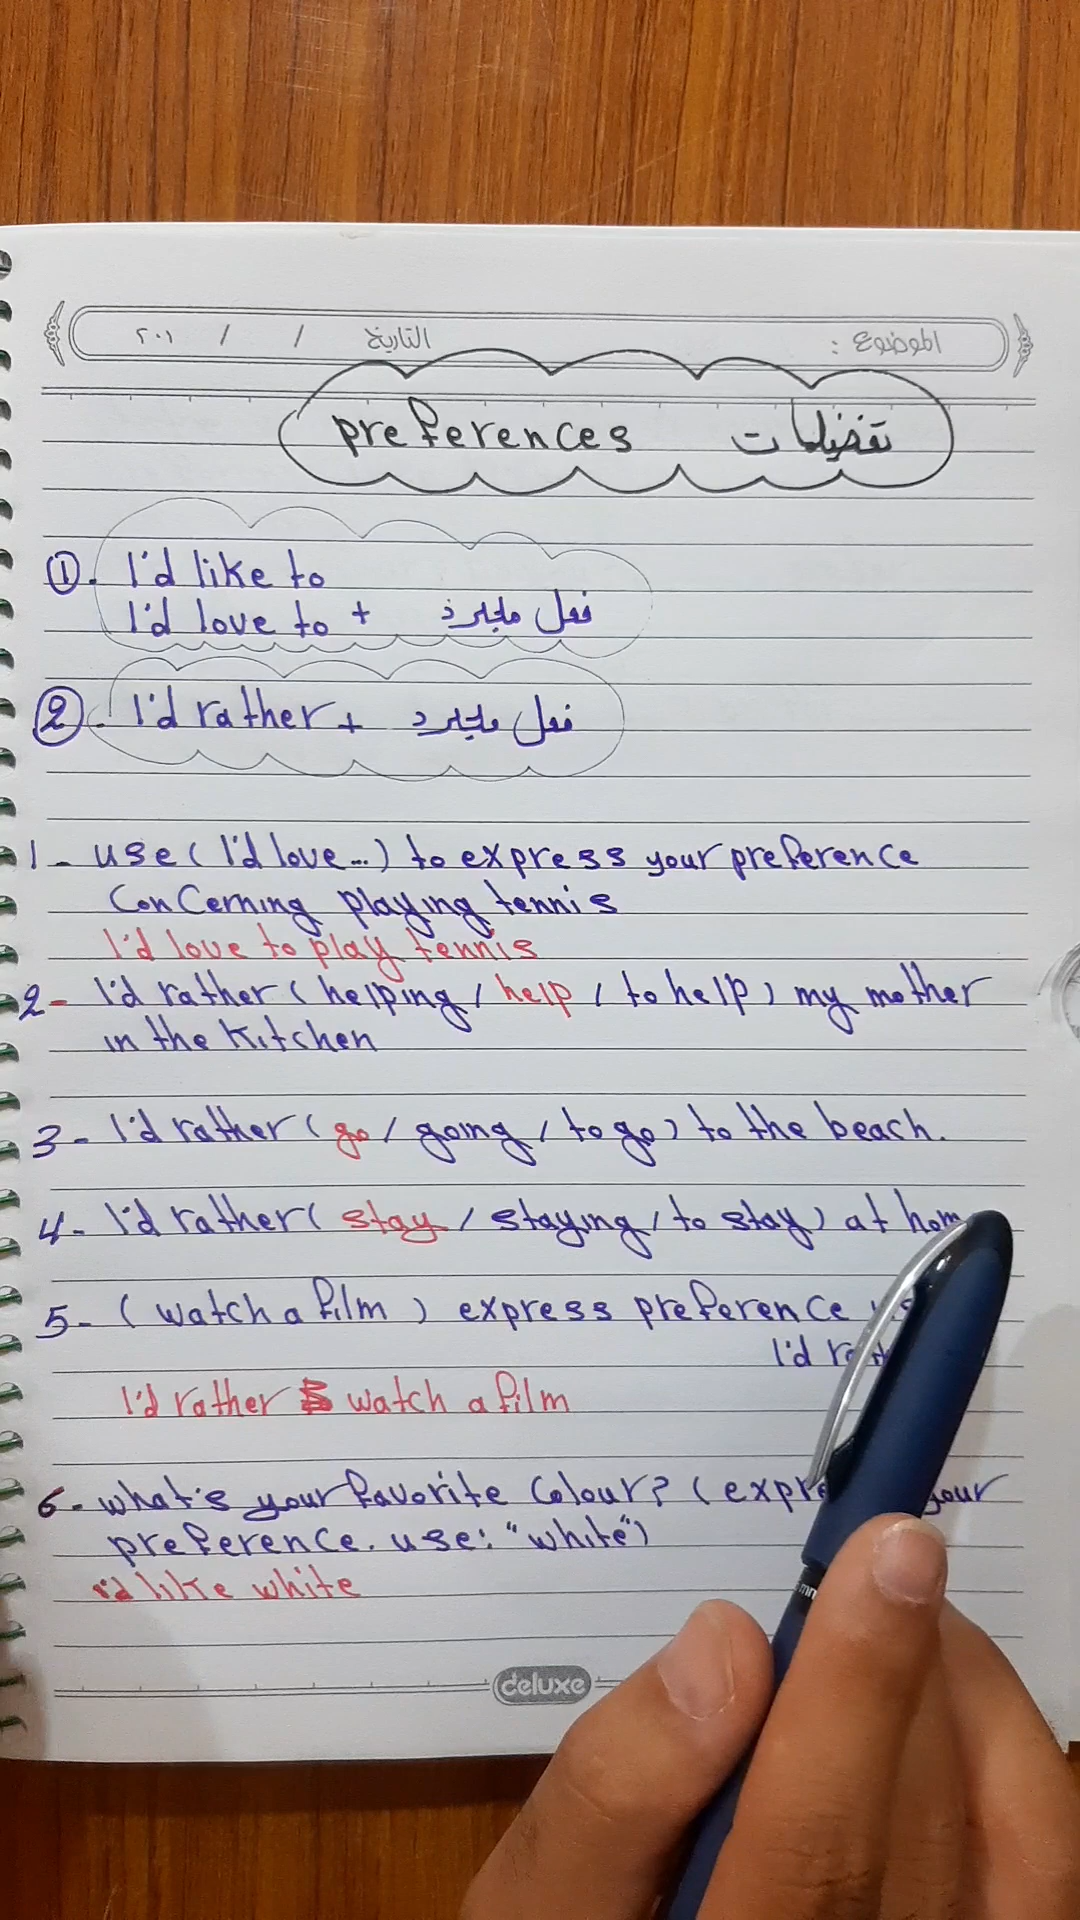 الموضوع : التاريخ / / ٢٠١
preferences تفضيلات
① . I'd like to
I'd love to + فعل مجرد
② . I'd rather + فعل مجرد
1 - use ( I'd love ... ) to express your preference
Concerning playing tennis
I'd love to play tennis
2 - I'd rather ( helping / help / to help ) my mother
in the kitchen
3 - I'd rather ( go / going / to go ) to the beach.
4 - I'd rather ( stay / staying / to stay ) at
5 - ( watch a film ) express preference
I'd
I'd rather watch a film
6 - what's your favorite Colour? ( your
preference. use: "white" )
I'd like white
deluxe